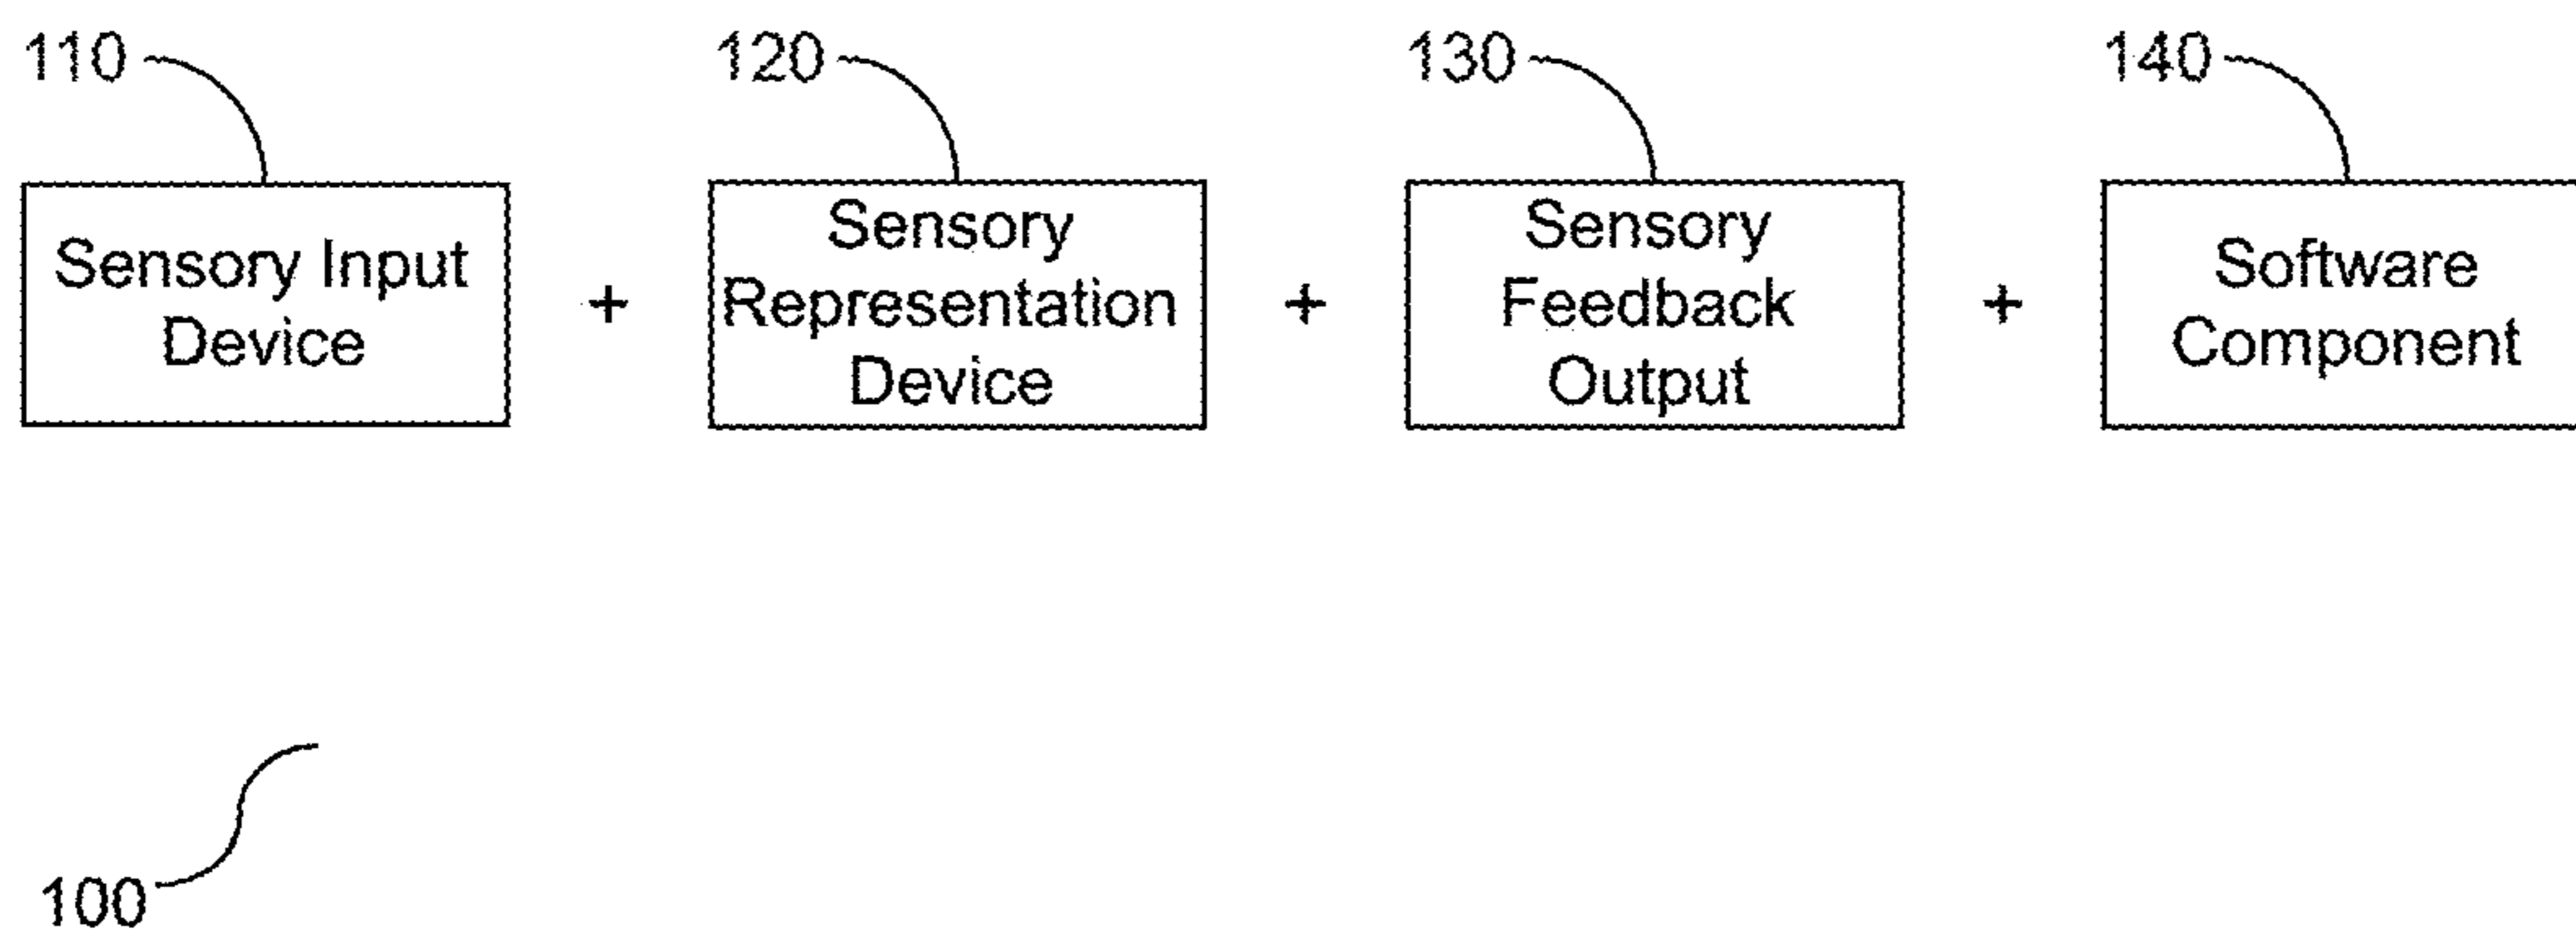 110
120
130
140
Sensory Input
Device
+
Sensory
Representation
Device
+
Sensory
Feedback
Output
+
Software
Component
100